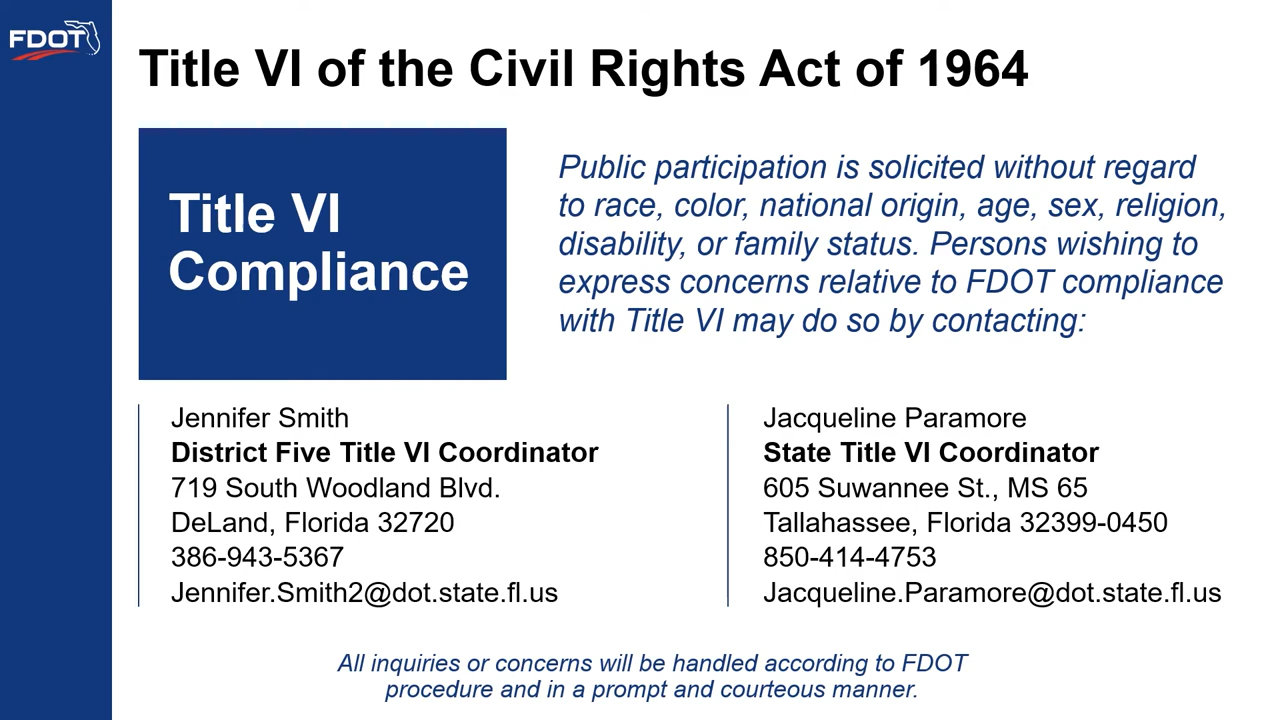 FDOT
Title VI of the Civil Rights Act of 1964
Title VI
Compliance
Public participation is solicited without regard
to race, color, national origin, age, sex, religion,
disability, or family status. Persons wishing to
express concerns relative to FDOT compliance
with Title VI may do so by contacting:
Jennifer Smith
District Five Title VI Coordinator
719 South Woodland Blvd.
DeLand, Florida 32720
386-943-5367
Jennifer.Smith2@dot.state.fl.us
Jacqueline Paramore
State Title VI Coordinator
605 Suwannee St., MS 65
Tallahassee, Florida 32399-0450
850-414-4753
Jacqueline.Paramore@dot.state.fl.us
All inquiries or concerns will be handled according to FDOT
procedure and in a prompt and courteous manner.